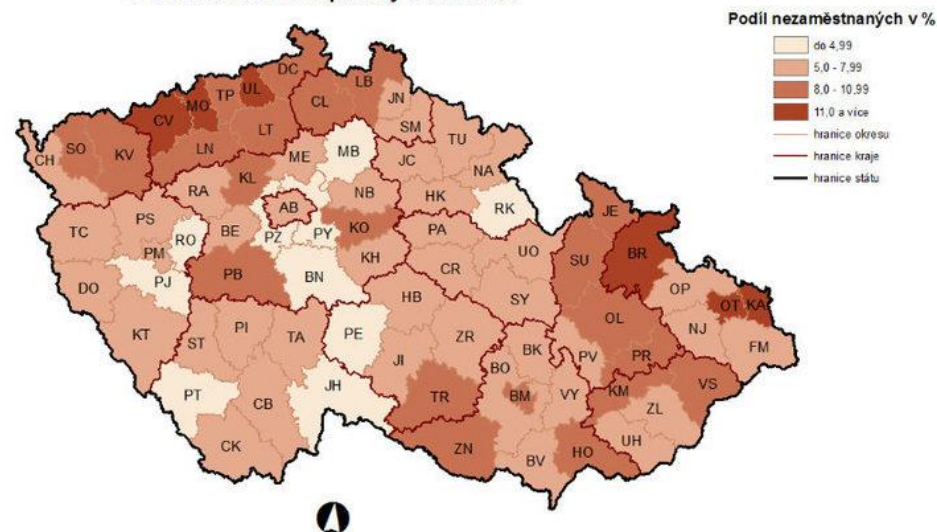 Podíl nezaměstnaných v %
do 4,99
5,0 - 7,99
8,0 - 10,99
11,0 a více
hranice okresu
hranice kraje
hranice státu
DC
LB
UL
MO
TP
CL
JN
CV
LT
SM
LN
TU
SO
CH
KV
ME
MB
JC
NA
KL
RA
NB
HK
RK
AB
JE
PS
TC
RO
BE
PZ
PY
KO
PA
UO
SU
BR
PM
KH
CR
PB
BN
PJ
DO
OP
OT
KA
HB
SY
OL
KT
ST
PI
TA
PE
ZR
NJ
FM
JI
BK
BO
PV
PR
VS
PT
JH
CB
TR
BM
VY
KM
ZL
CK
ZN
BV
HO
UH